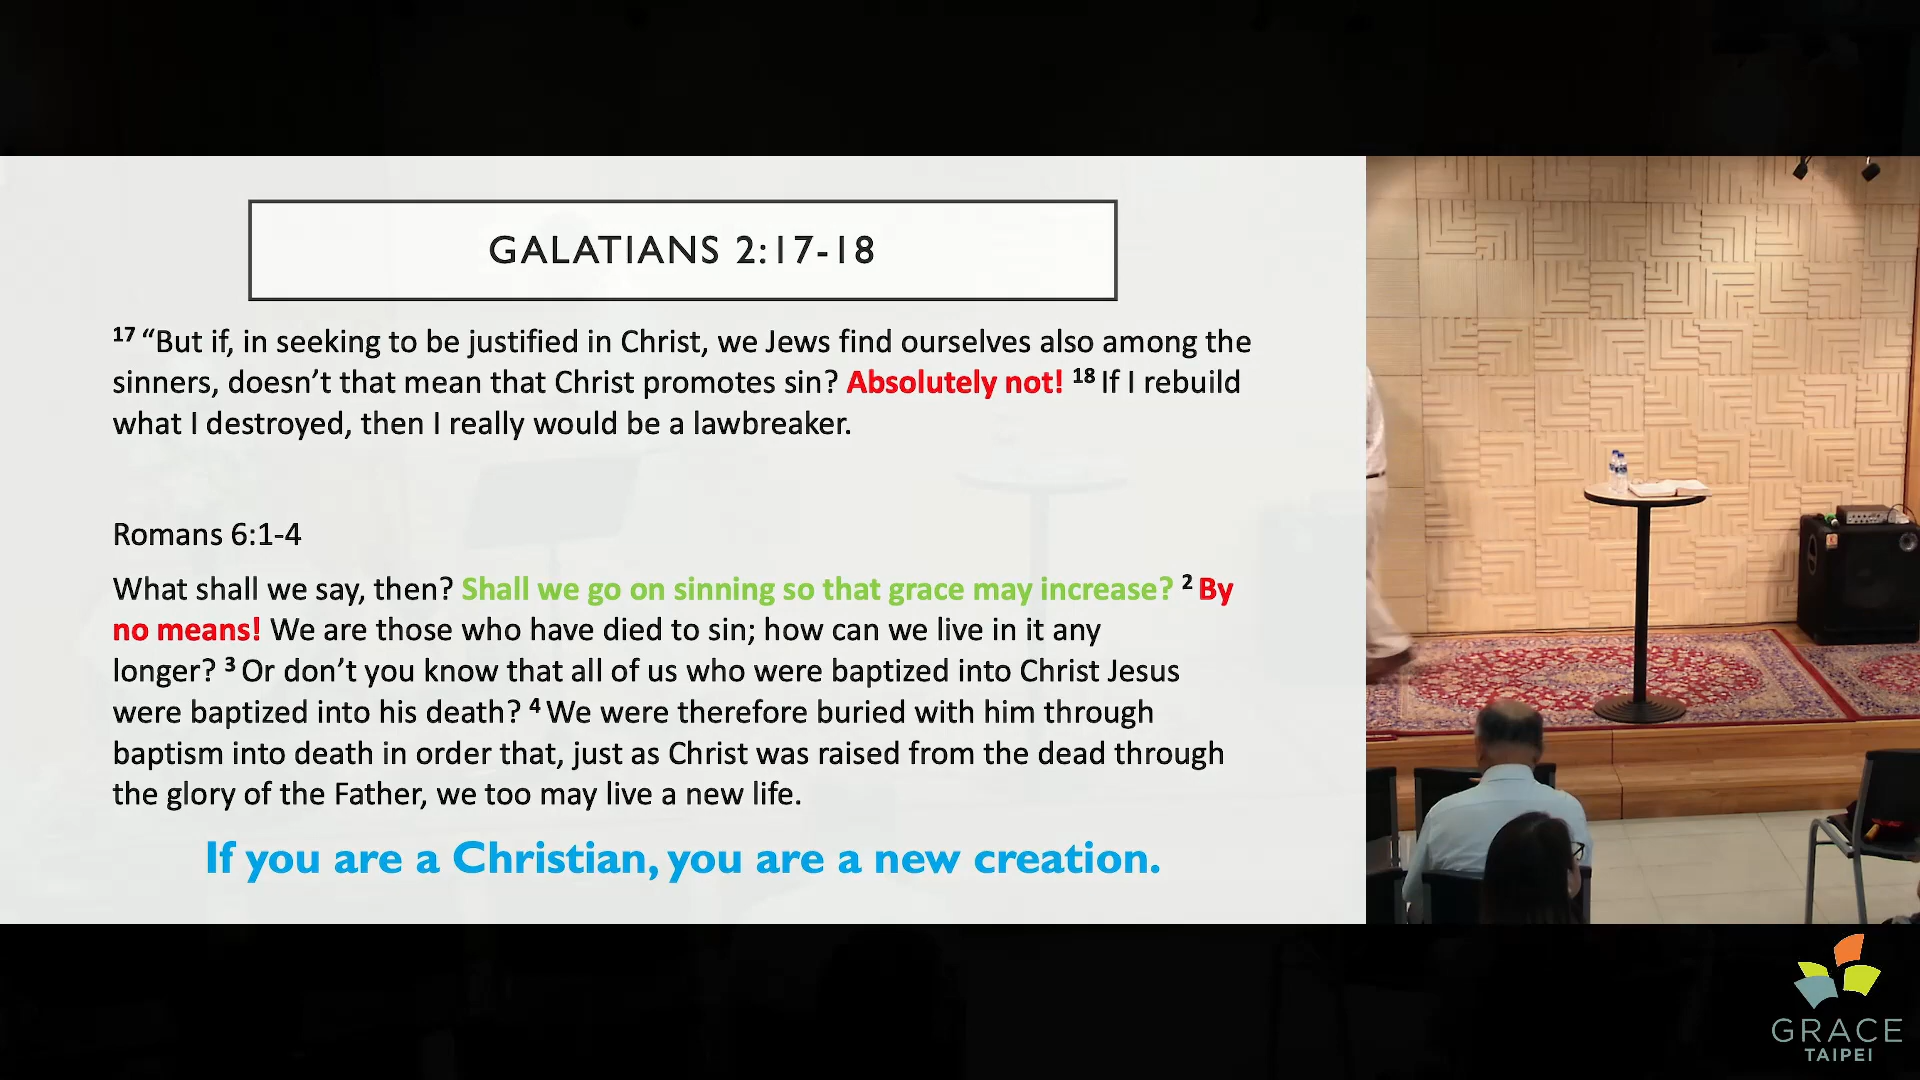 GALATIANS 2:17-18
17 “But if, in seeking to be justified in Christ, we Jews find ourselves also among the
sinners, doesn’t that mean that Christ promotes sin? Absolutely not! 18 If I rebuild
what I destroyed, then I really would be a lawbreaker.
Romans 6:1-4
What shall we say, then? Shall we go on sinning so that grace may increase? 2 By
no means! We are those who have died to sin; how can we live in it any
longer? 3 Or don’t you know that all of us who were baptized into Christ Jesus
were baptized into his death? 4 We were therefore buried with him through
baptism into death in order that, just as Christ was raised from the dead through
the glory of the Father, we too may live a new life.
If you are a Christian, you are a new creation.
GRACE
TAIPEI